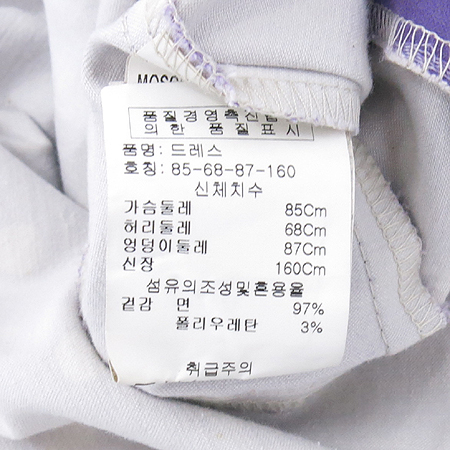 품질경영촉진법
의한 품질표시
품명: 드레스
호칭: 85-68-87-160
신체치수
가슴둘레 85Cm
허리둘레 68Cm
엉덩이둘레 87Cm
신장 160Cm
섬유의조성및혼용율
겉감 면 97%
폴리우레탄 3%
취급주의